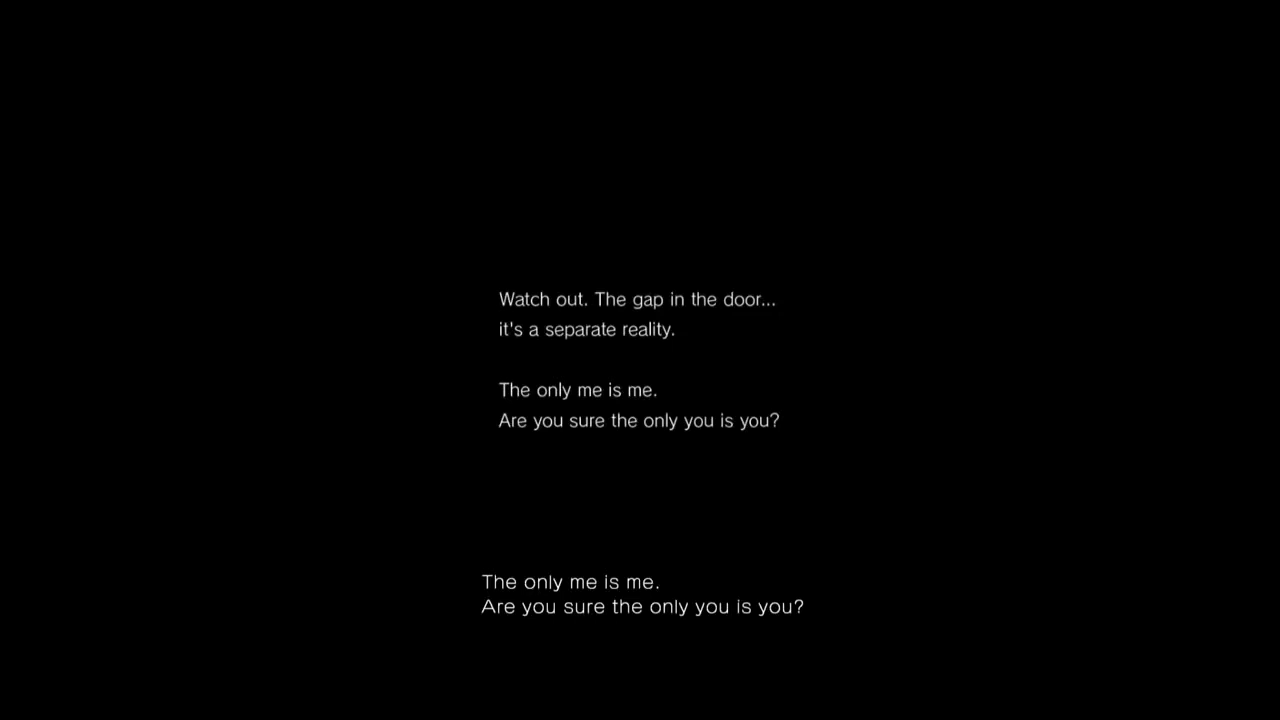 Watch out. The gap in the door...
it's a separate reality.
The only me is me.
Are you sure the only you is you?
The only me is me.
Are you sure the only you is you?